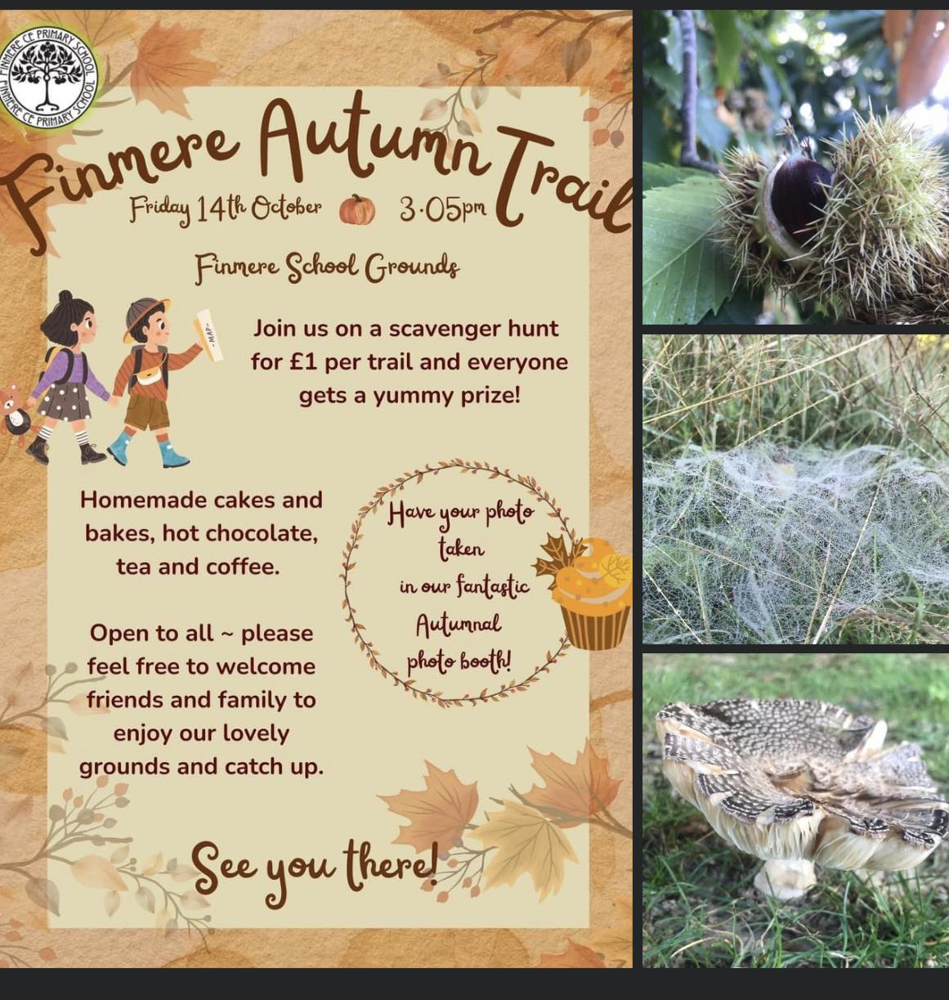 FINMERE CE PRIMARY SCHOOL
FINMERE CE PRIMARY SCHOOL
Finmere Autumn Trail
Friday 14th October 3.05pm
Finmere School Grounds
~MAP~
Join us on a scavenger hunt
for £1 per trail and everyone
gets a yummy prize!
Homemade cakes and
bakes, hot chocolate,
tea and coffee.
Have your photo
taken
in our fantastic
Autumnal
photo booth!
Open to all ~ please
feel free to welcome
friends and family to
enjoy our lovely
grounds and catch up.
See you there!